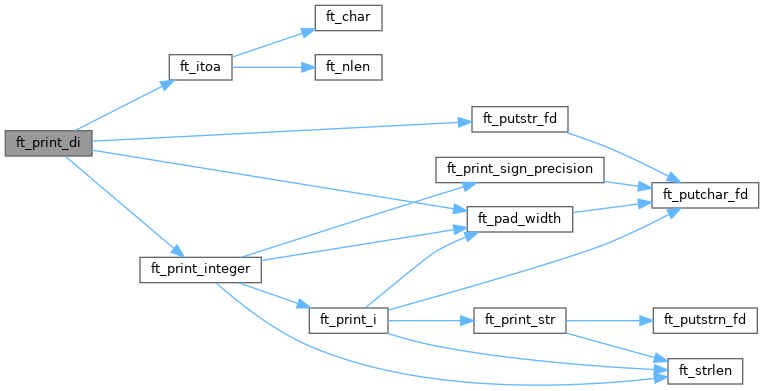 ft_char
ft_itoa
ft_nlen
ft_putstr_fd
ft_print_di
ft_print_sign_precision
ft_putchar_fd
ft_pad_width
ft_print_integer
ft_print_i
ft_print_str
ft_putstrn_fd
ft_strlen